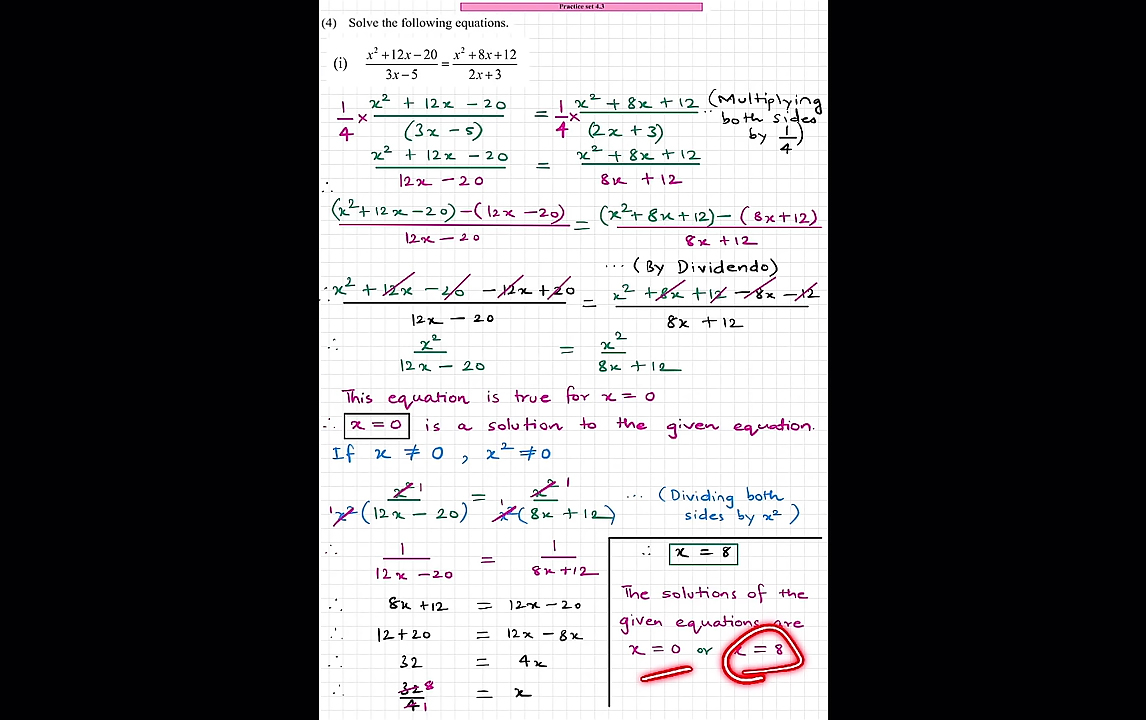 Practice set 4.3
(4) Solve the following equations.
(i) (x²+12x−20)/(3x−5) = (x²+8x+12)/(2x+3)
1/4 × (x² + 12x − 20)/(3x − 5) = 1/4 × (x² + 8x + 12)/(2x + 3) ... (Multiplying both sides by 1/4)
∴ (x² + 12x − 20)/(12x − 20) = (x² + 8x + 12)/(8x + 12)
((x²+12x−20)−(12x−20))/(12x − 20) = ((x²+8x+12)−(8x+12))/(8x+12)
... (By Dividendo)
∴ (x² + 12x − 20 − 12x + 20)/(12x − 20) = (x² + 8x + 12 − 8x − 12)/(8x + 12)
∴ x²/(12x − 20) = x²/(8x + 12)
This equation is true for x = 0
∴ x = 0 is a solution to the given equation.
If x ≠ 0 , x² ≠ 0
x² 1/1 x²(12x − 20) = x² 1/1 x²(8x + 12) ... (Dividing both sides by x²)
∴ 1/(12x − 20) = 1/(8x+12)
∴ 8x +12 = 12x − 20
∴ 12+20 = 12x − 8x
∴ 32 = 4x
∴ 32 8/4 1 = x
∴ x = 8
The solutions of the
given equations are
x = 0 or x = 8